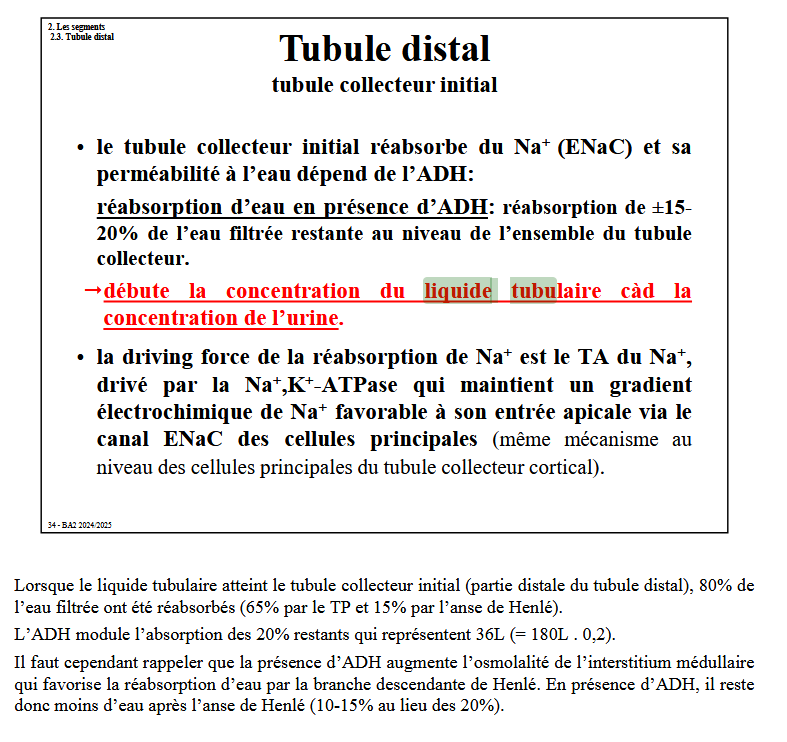 2. Les segments
2.3. Tubule distal
Tubule distal
tubule collecteur initial
• le tubule collecteur initial réabsorbe du Na⁺ (ENaC) et sa
perméabilité à l’eau dépend de l’ADH:
réabsorption d’eau en présence d’ADH: réabsorption de ±15-
20% de l’eau filtrée restante au niveau de l’ensemble du tubule
collecteur.
→débute la concentration du liquide tubulaire càd la
concentration de l’urine.
• la driving force de la réabsorption de Na⁺ est le TA du Na⁺,
drivé par la Na⁺,K⁺-ATPase qui maintient un gradient
électrochimique de Na⁺ favorable à son entrée apicale via le
canal ENaC des cellules principales (même mécanisme au
niveau des cellules principales du tubule collecteur cortical).
34 - BA2 2024/2025
Lorsque le liquide tubulaire atteint le tubule collecteur initial (partie distale du tubule distal), 80% de
l’eau filtrée ont été réabsorbés (65% par le TP et 15% par l’anse de Henlé).
L’ADH module l’absorption des 20% restants qui représentent 36L (= 180L . 0,2).
Il faut cependant rappeler que la présence d’ADH augmente l’osmolalité de l’interstitium médullaire
qui favorise la réabsorption d’eau par la branche descendante de Henlé. En présence d’ADH, il reste
donc moins d’eau après l’anse de Henlé (10-15% au lieu des 20%).